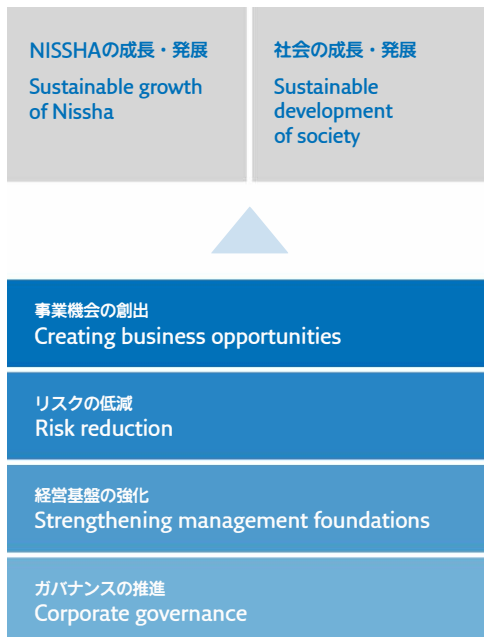 NISSHAの成長・発展
Sustainable growth
of Nissha
社会の成長・発展
Sustainable
development
of society
事業機会の創出
Creating business opportunities
リスクの低減
Risk reduction
経営基盤の強化
Strengthening management foundations
ガバナンスの推進
Corporate governance